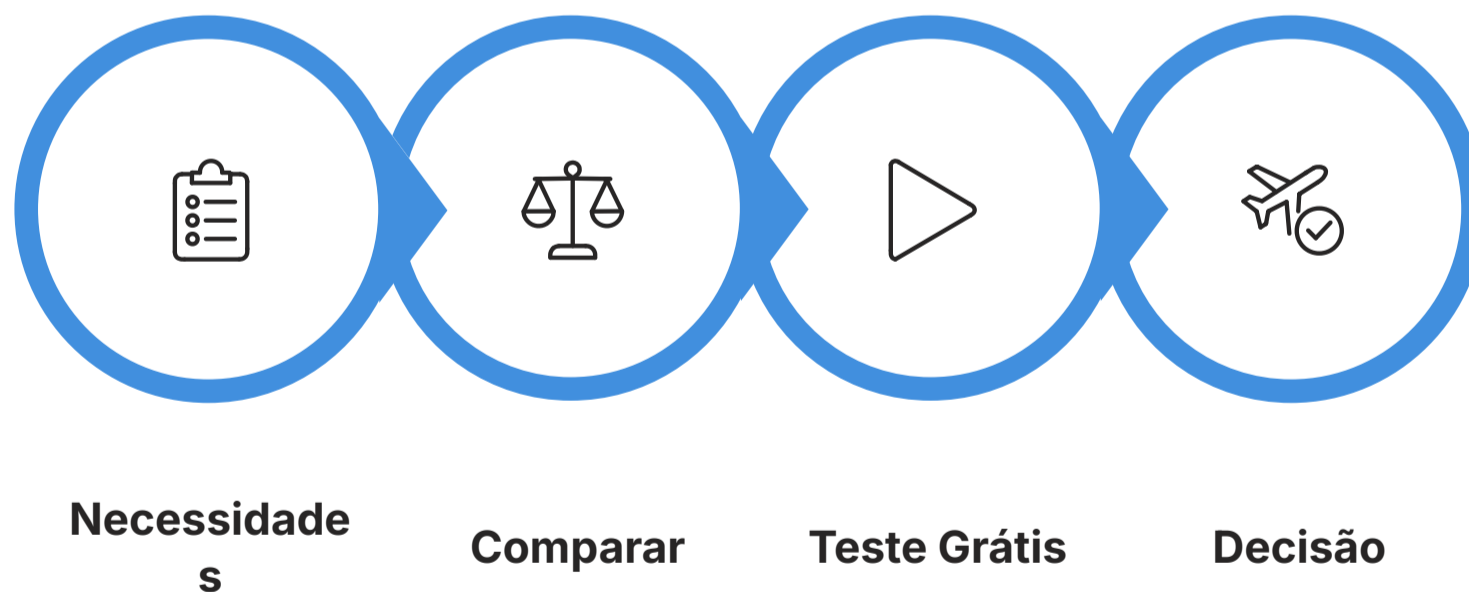 Necessidade
s
Comparar
Teste Grátis
Decisão